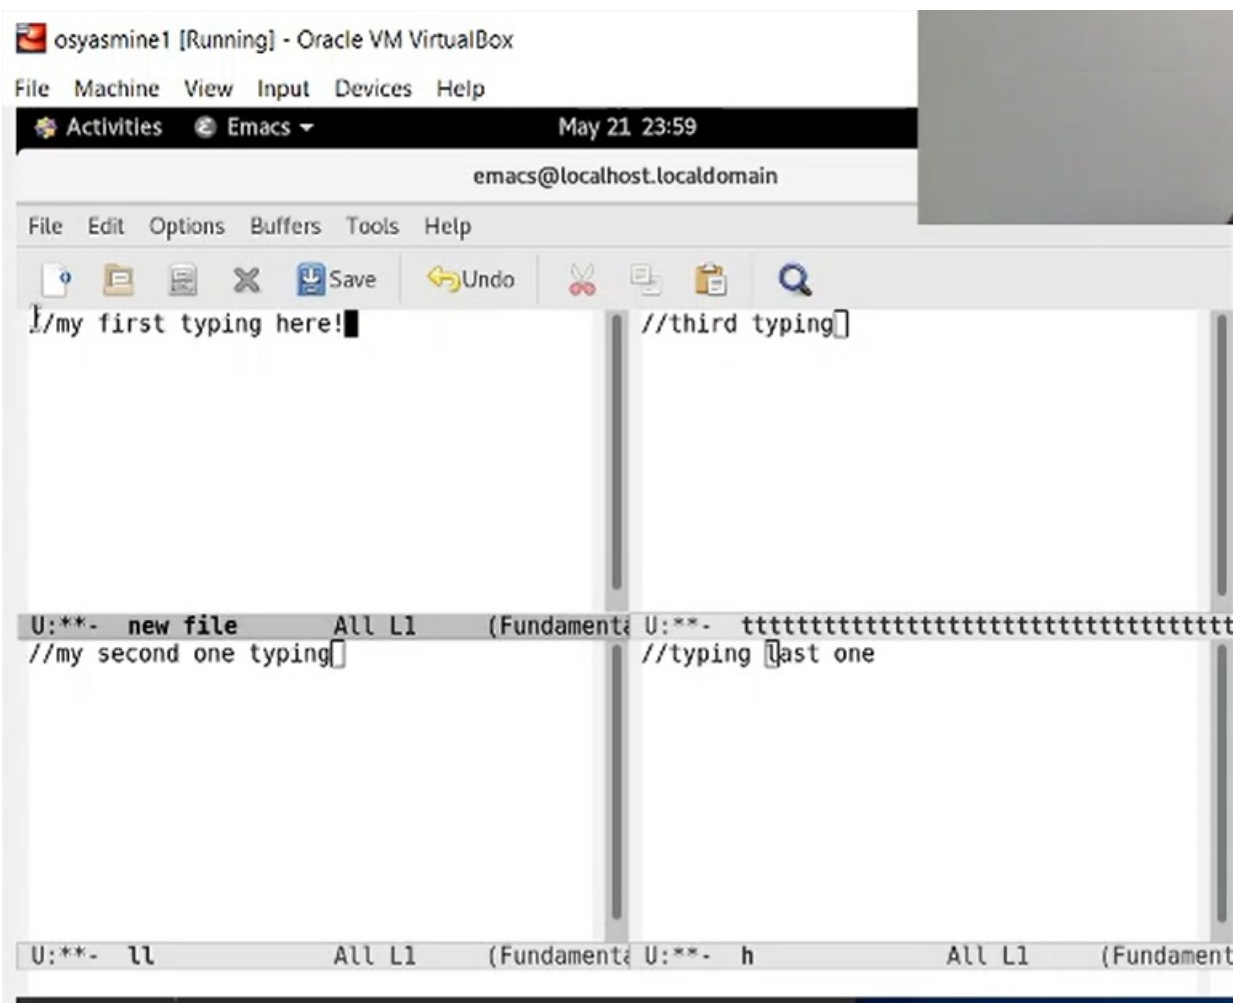 osyasmine1 [Running] - Oracle VM VirtualBox
File Machine View Input Devices Help
Activities Emacs May 21 23:59
emacs@localhost.localdomain
File Edit Options Buffers Tools Help
Save Undo
//my first typing here!
//third typing
U:**- new file All L1 (Fundamenta
U:**- tttttttttttttttttttttttttttttttttttt
//my second one typing
//typing last one
U:**- ll All L1 (Fundamenta
U:**- h All L1 (Fundament